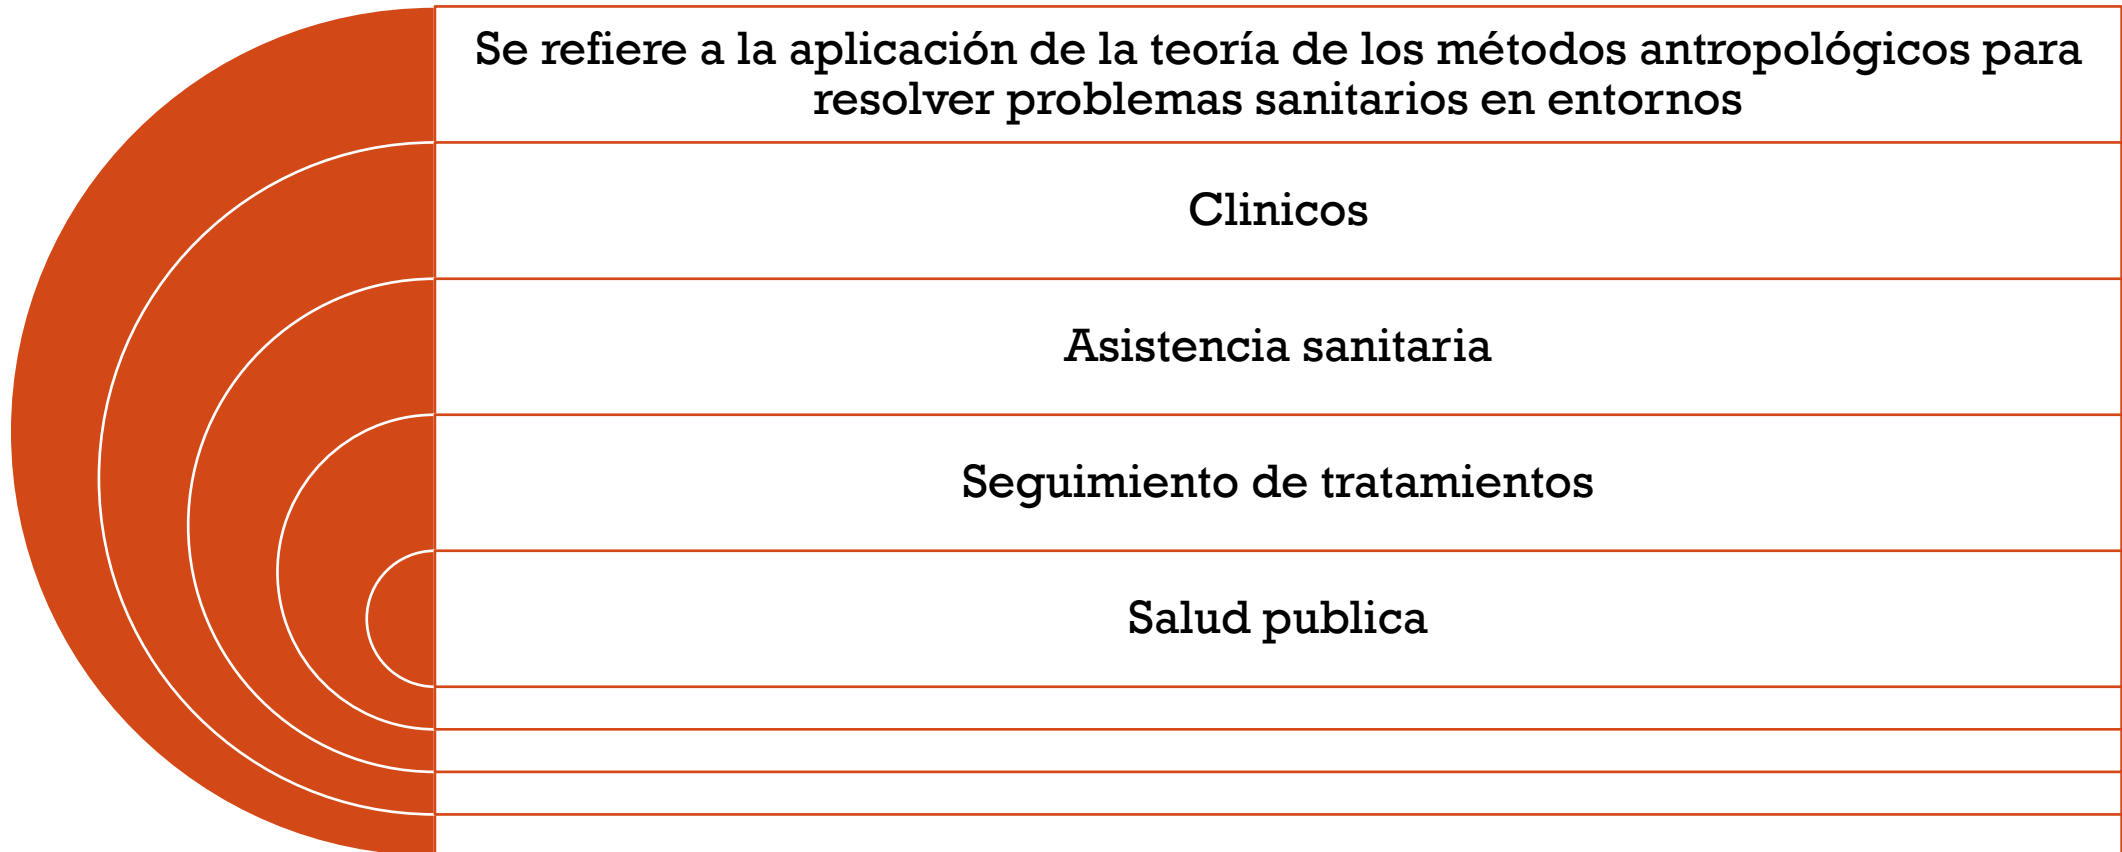 Se refiere a la aplicación de la teoría de los métodos antropológicos para
resolver problemas sanitarios en entornos
Clinicos
Asistencia sanitaria
Seguimiento de tratamientos
Salud publica